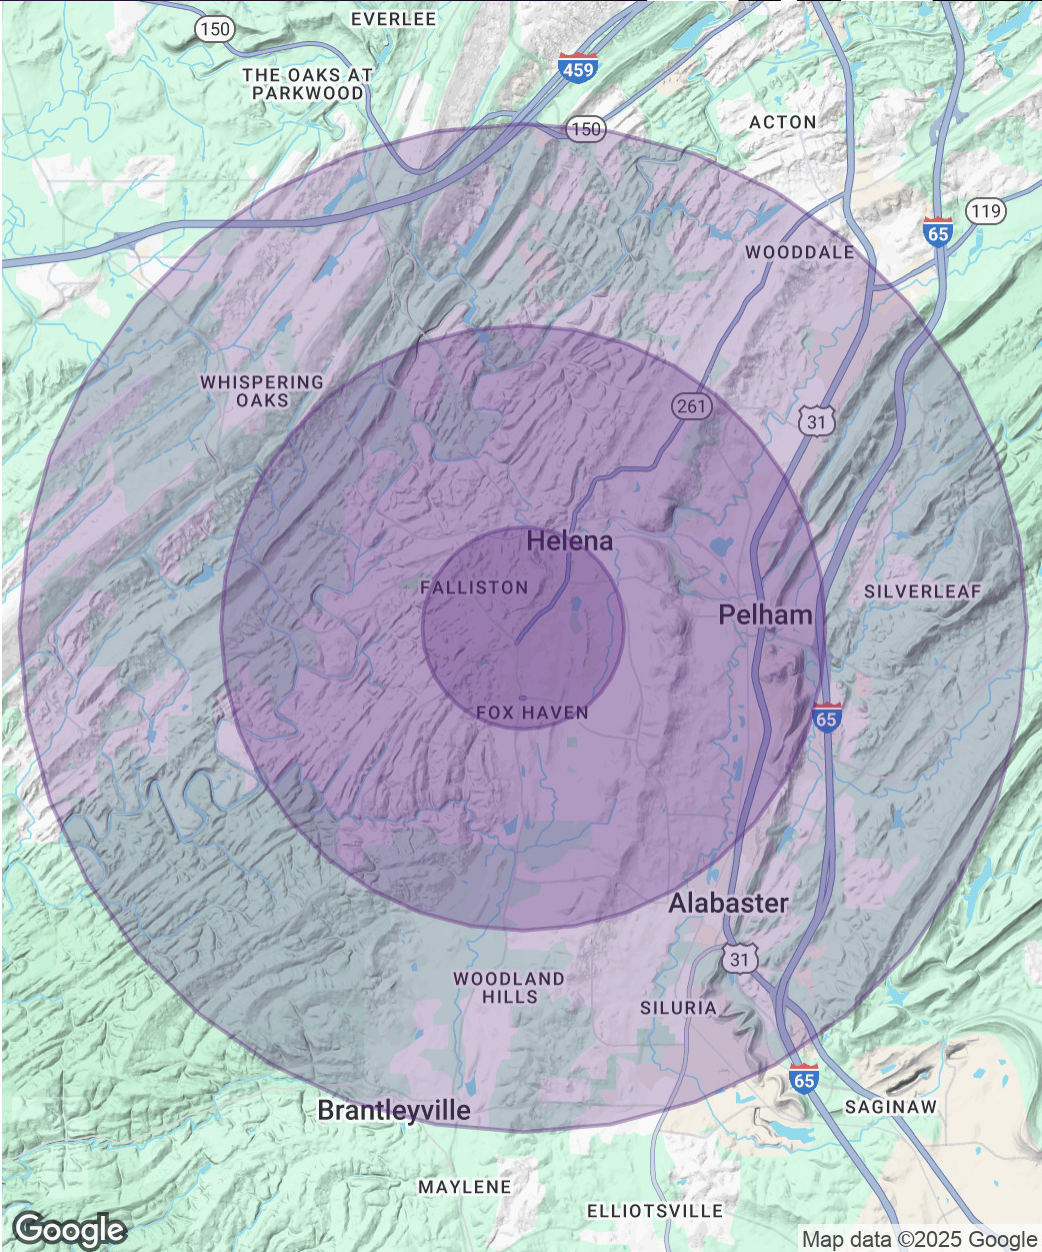 EVERLEE
150
459
THE OAKS AT
PARKWOOD
ACTON
150
119
65
WOODDALE
WHISPERING
OAKS
261
31
Helena
FALLISTON
SILVERLEAF
Pelham
FOX HAVEN
65
Alabaster
31
WOODLAND
HILLS
SILURIA
65
Brantleyville
SAGINAW
MAYLENE
ELLIOTSVILLE
Google
Map data ©2025 Google